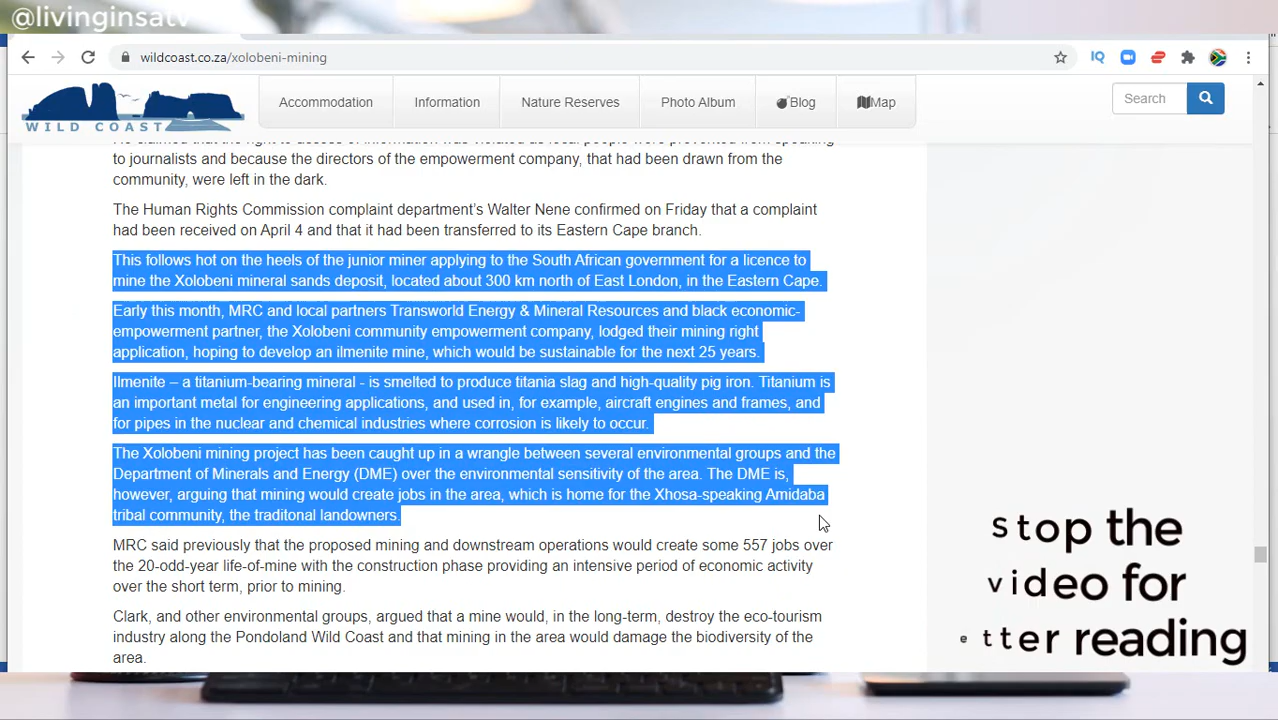 @livinginsatv
wildcoast.co.za/xolobeni-mining
WILD COAST
Accommodation
Information
Nature Reserves
Photo Album
Blog
Map
Search
to journalists and because the directors of the empowerment company, that had been drawn from the
community, were left in the dark.
The Human Rights Commission complaint department's Walter Nene confirmed on Friday that a complaint
had been received on April 4 and that it had been transferred to its Eastern Cape branch.
This follows hot on the heels of the junior miner applying to the South African government for a licence to
mine the Xolobeni mineral sands deposit, located about 300 km north of East London, in the Eastern Cape.
Early this month, MRC and local partners Transworld Energy & Mineral Resources and black economic-
empowerment partner, the Xolobeni community empowerment company, lodged their mining right
application, hoping to develop an ilmenite mine, which would be sustainable for the next 25 years.
Ilmenite – a titanium-bearing mineral - is smelted to produce titania slag and high-quality pig iron. Titanium is
an important metal for engineering applications, and used in, for example, aircraft engines and frames, and
for pipes in the nuclear and chemical industries where corrosion is likely to occur.
The Xolobeni mining project has been caught up in a wrangle between several environmental groups and the
Department of Minerals and Energy (DME) over the environmental sensitivity of the area. The DME is,
however, arguing that mining would create jobs in the area, which is home for the Xhosa-speaking Amidaba
tribal community, the traditonal landowners.
MRC said previously that the proposed mining and downstream operations would create some 557 jobs over
the 20-odd-year life-of-mine with the construction phase providing an intensive period of economic activity
over the short term, prior to mining.
Clark, and other environmental groups, argued that a mine would, in the long-term, destroy the eco-tourism
industry along the Pondoland Wild Coast and that mining in the area would damage the biodiversity of the
area.
Stop the
video for
etter reading